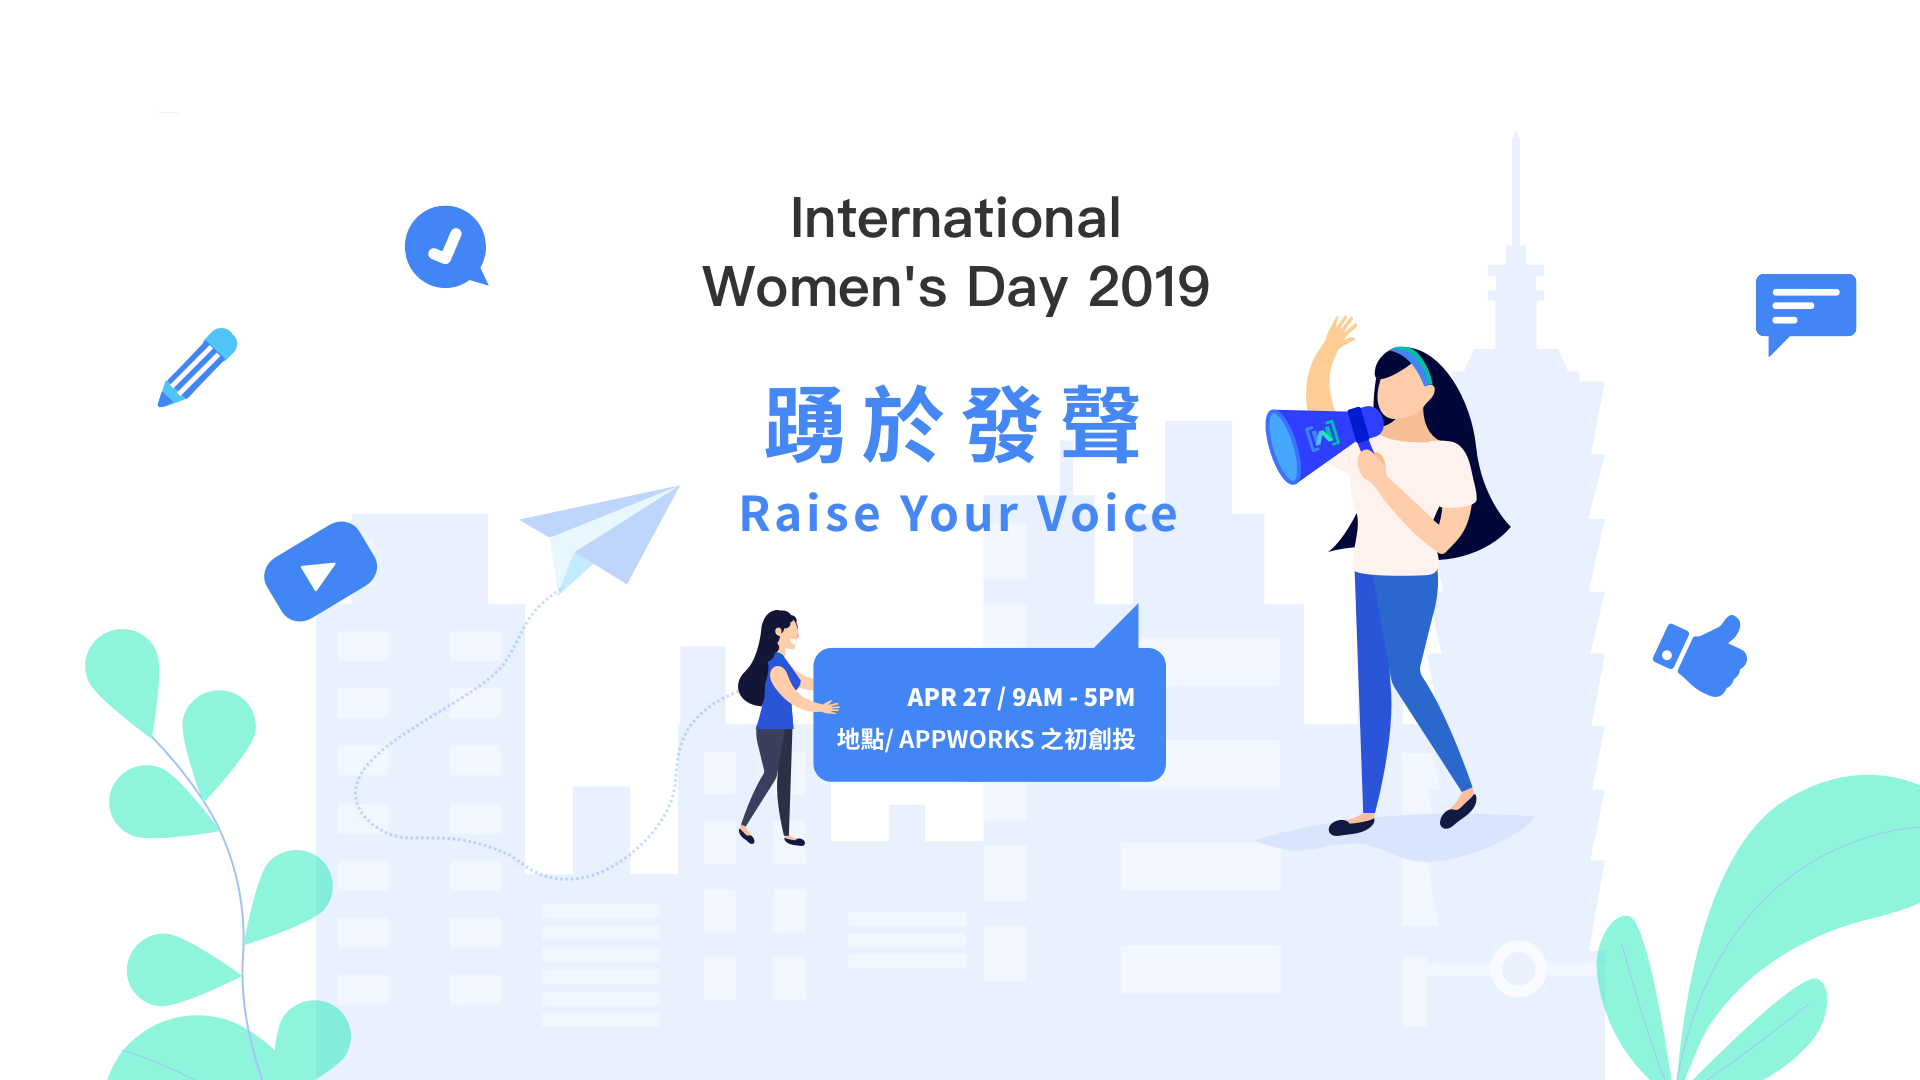 International
Women's Day 2019
踴於發聲
Raise Your Voice
APR 27 / 9AM - 5PM
地點/ APPWORKS 之初創投